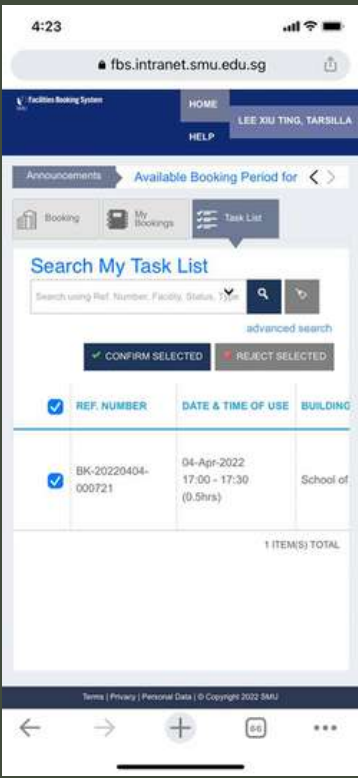 4:23
fbs.intranet.smu.edu.sg
Facilities Booking System
HOME
LEE XIU TING, TARSILLA
HELP
Announcements
Available Booking Period for
Booking
My
Bookings
Task List
Search My Task List
Search using Ref. Number, Facility, Status, Type
advanced search
CONFIRM SELECTED
REJECT SELECTED
REF. NUMBER
DATE & TIME OF USE
BUILDING
BK-20220404-
000721
04-Apr-2022
17:00 - 17:30
(0.5hrs)
School of
1 ITEM(S) TOTAL
Terms | Privacy | Personal Data | © Copyright 2022 SMU
66